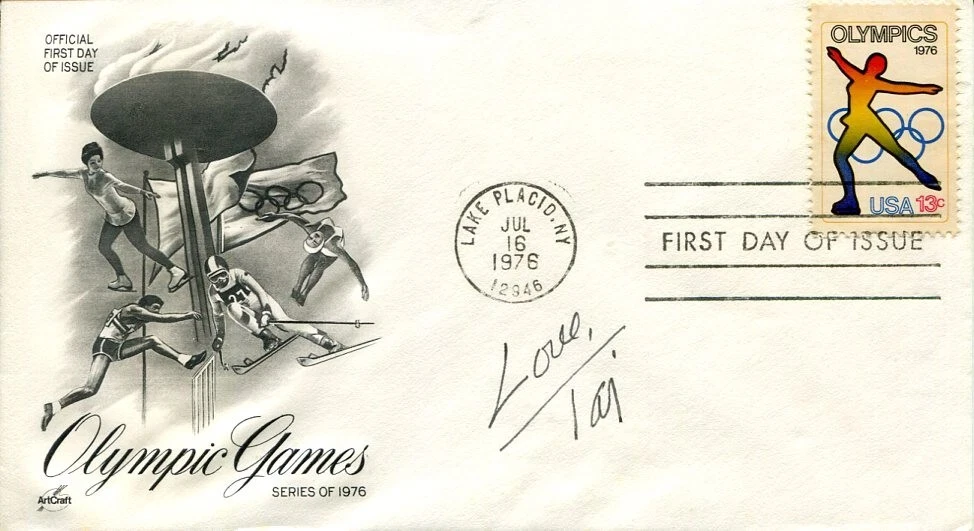 OFFICIAL
FIRST DAY
OF ISSUE
OLYMPICS
1976
USA 13c
LAKE PLACID, NY
JUL
16
1976
12946
FIRST DAY OF ISSUE
Love,
Tai
Olympic Games
SERIES OF 1976
ArtCraft